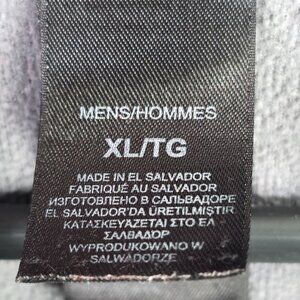 MENS/HOMMES
XL/TG
MADE IN EL SALVADOR
FABRIQUÉ AU SALVADOR
ИЗГОТОВЛЕНО В САЛЬВАДОРЕ
EL SALVADOR'DA ÜRETILMIŞTIR
ΚΑΤΑΣΚΕΥΑΖΕΤΑΙ ΣΤΟ ΕΛ
ΣΑΛΒΑΔΟΡ
WYPRODUKOWANO W
SALWADORZE